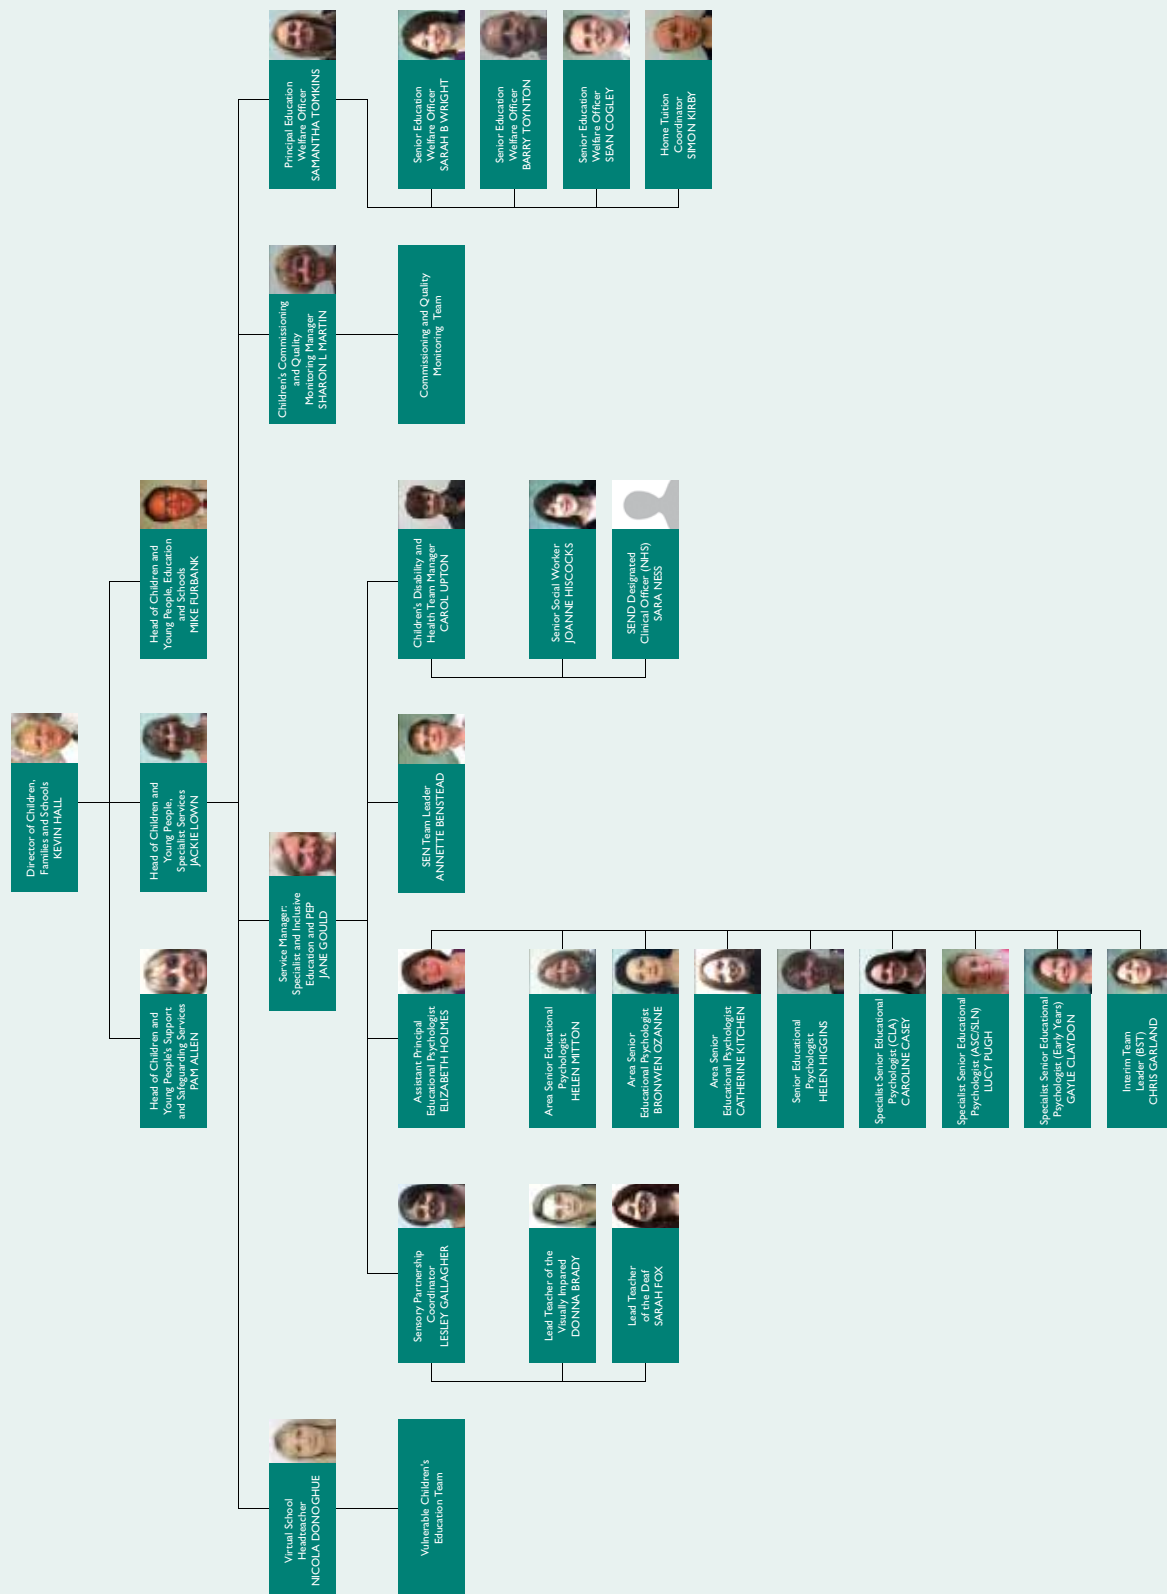 Director of Children,
Families and Schools
KEVIN HALL
Head of Children and
Young People's Support
and Safeguarding Services
PAM ALLEN
Head of Children and
Young People,
Specialist Services
JACKIE LOWN
Head of Children and
Young People, Education
and Schools
MIKE FURBANK
Virtual School
Headteacher
NICOLA DONOGHUE
Service Manager:
Specialist and Inclusive
Education and PEP
JANE GOULD
Children's Commissioning
and Quality
Monitoring Manager
SHARON L MARTIN
Principal Education
Welfare Officer
SAMANTHA TOMKINS
Vulnerable Children's
Education Team
Sensory Partnership
Coordinator
LESLEY GALLAGHER
Assistant Principal
Educational Psychologist
ELIZABETH HOLMES
SEN Team Leader
ANNETTE BENSTEAD
Children's Disability and
Health Team Manager
CAROL UPTON
Commissioning and Quality
Monitoring Team
Senior Education
Welfare Officer
SARAH B WRIGHT
Senior Education
Welfare Officer
BARRY TOYNTON
Senior Education
Welfare Officer
SEAN COGLEY
Home Tuition
Coordinator
SIMON KIRBY
Lead Teacher of the
Visually Impared
DONNA BRADY
Lead Teacher
of the Deaf
SARAH FOX
Area Senior Educational
Psychologist
HELEN MITTON
Area Senior
Educational Psychologist
BRONWEN OZANNE
Area Senior
Educational Psychologist
CATHERINE KITCHEN
Senior Educational
Psychologists
HELEN HIGGINS
Specialist Senior Educational
Psychologist (CLA)
CAROLINE CASEY
Specialist Senior Educational
Psychologist (ASC/SLN)
LUCY PUGH
Specialist Senior Educational
Psychologist (Early Years)
GAYLE CLAYDON
Interim Team
Leader (BST)
CHRIS GARLAND
Senior Social Worker
JOANNE HISCOCKS
SEND Designated
Clinical Officer (NHS)
SARA NESS